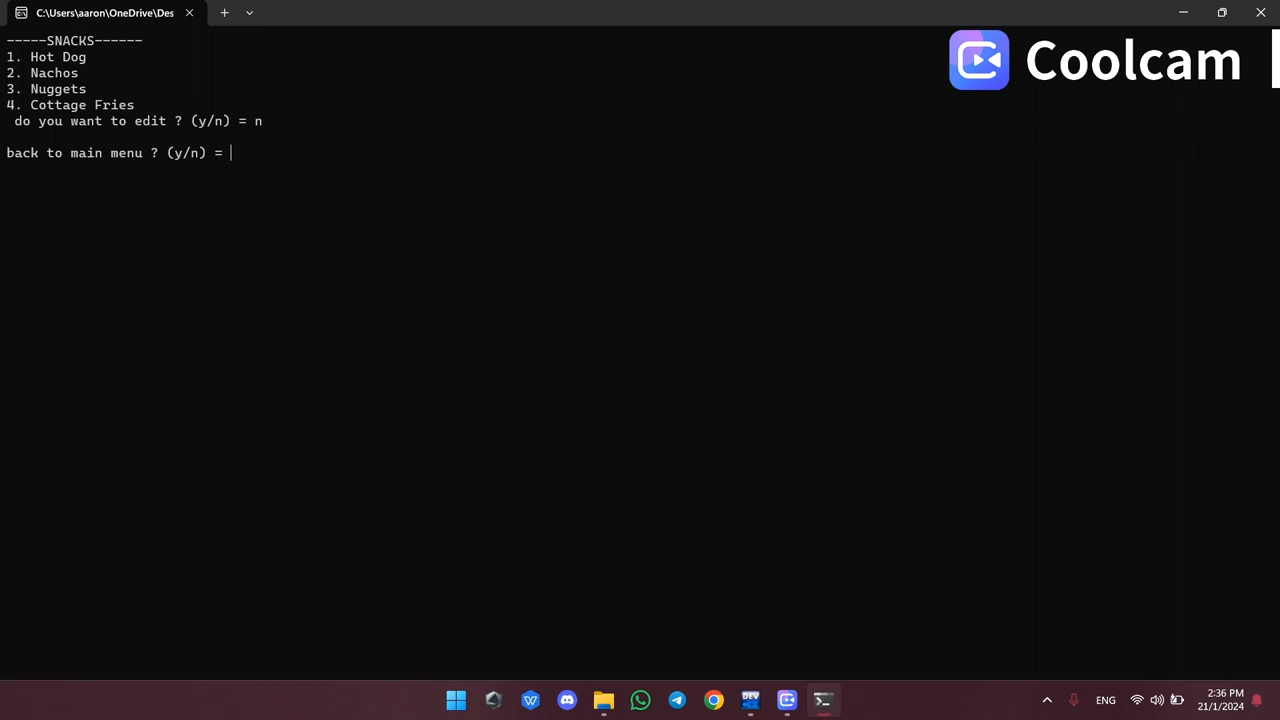 C:\Users\aaron\OneDrive\Des
-----SNACKS------
1. Hot Dog
2. Nachos
3. Nuggets
4. Cottage Fries
do you want to edit ? (y/n) = n
back to main menu ? (y/n) =
Coolcam
DEV
ENG
2:36 PM
21/1/2024